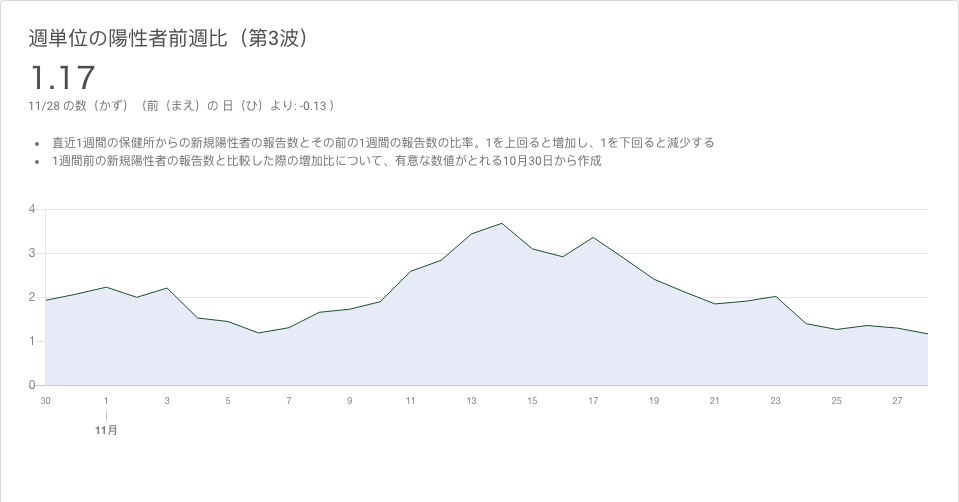 週単位の陽性者前週比（第3波）
1.17
11/28 の数（かず）（前（まえ）の 日（ひ）より: -0.13 ）
• 直近1週間の保健所からの新規陽性者の報告数とその前の1週間の報告数の比率。1を上回ると増加し、1を下回ると減少する
• 1週間前の新規陽性者の報告数と比較した際の増加比について、有意な数値がとれる10月30日から作成
4
3
2
1
0
30 1 3 5 7 9 11 13 15 17 19 21 23 25 27
11月